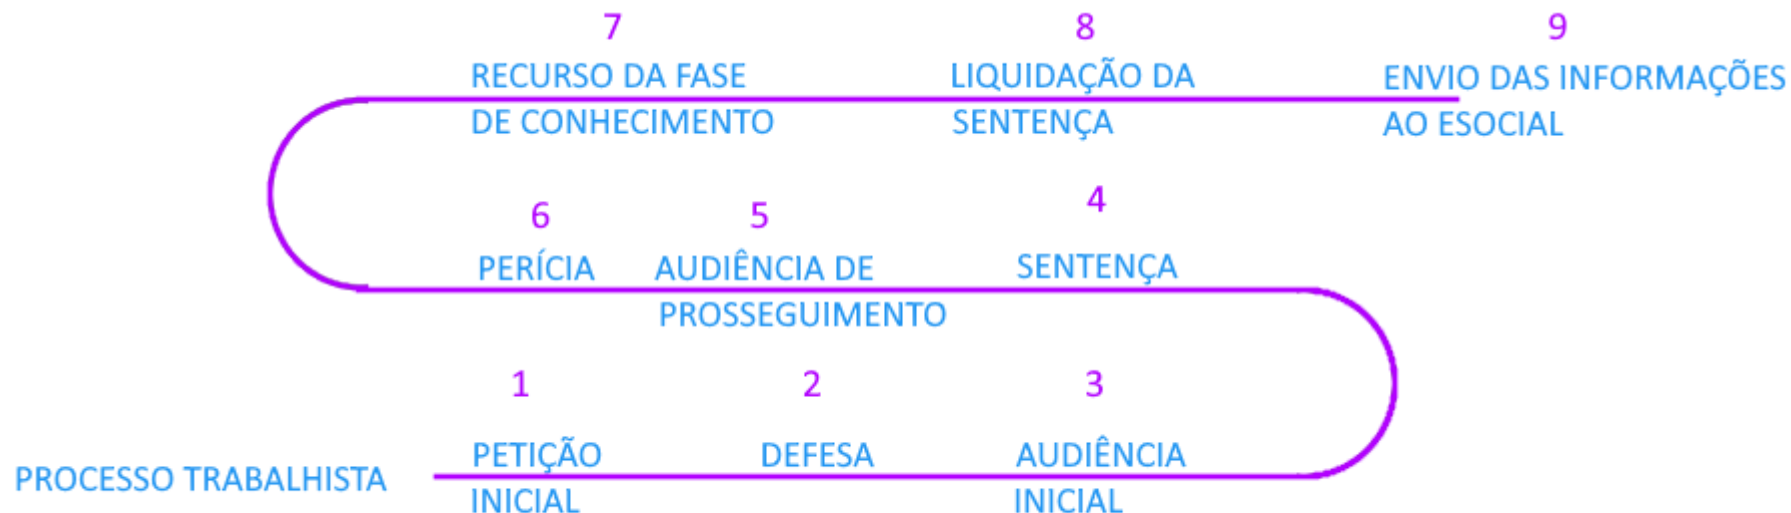 7
RECURSO DA FASE
DE CONHECIMENTO
8
LIQUIDAÇÃO DA
SENTENÇA
9
ENVIO DAS INFORMAÇÕES
AO ESOCIAL
6
PERÍCIA
5
AUDIÊNCIA DE
PROSSEGUIMENTO
4
SENTENÇA
PROCESSO TRABALHISTA
1
PETIÇÃO
INICIAL
2
DEFESA
3
AUDIÊNCIA
INICIAL